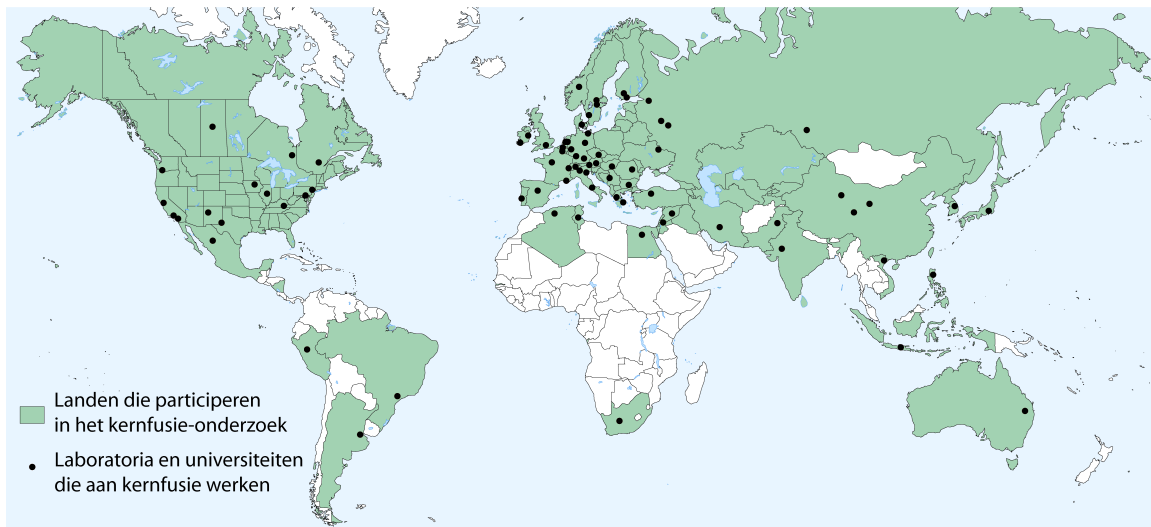 Landen die participeren
in het kernfusie-onderzoek
Laboratoria en universiteiten
die aan kernfusie werken